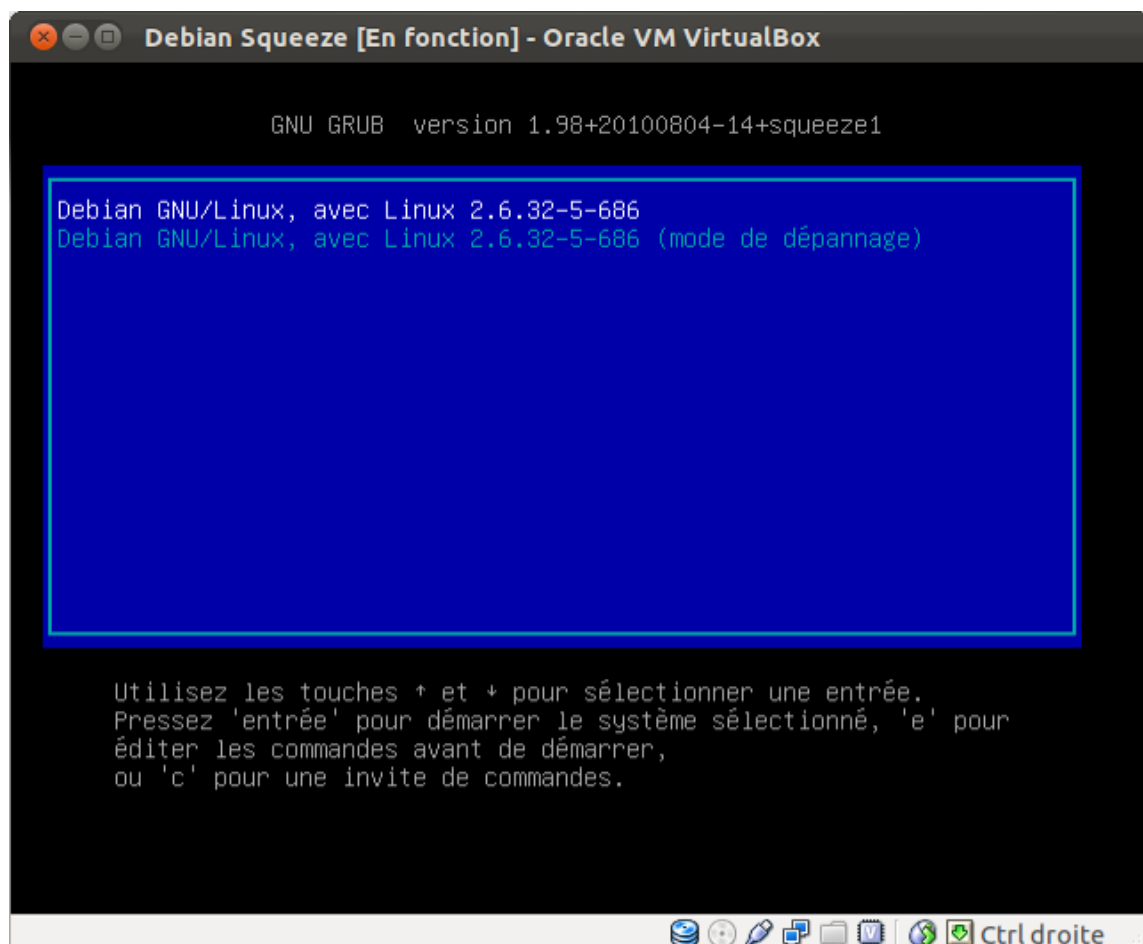 Debian Squeeze [En fonction] - Oracle VM VirtualBox
GNU GRUB version 1.98+20100804-14+squeeze1
Debian GNU/Linux, avec Linux 2.6.32-5-686
Debian GNU/Linux, avec Linux 2.6.32-5-686 (mode de dépannage)
Utilisez les touches ↑ et ↓ pour sélectionner une entrée.
Pressez 'entrée' pour démarrer le système sélectionné, 'e' pour
éditer les commandes avant de démarrer,
ou 'c' pour une invite de commandes.
Ctrl droite